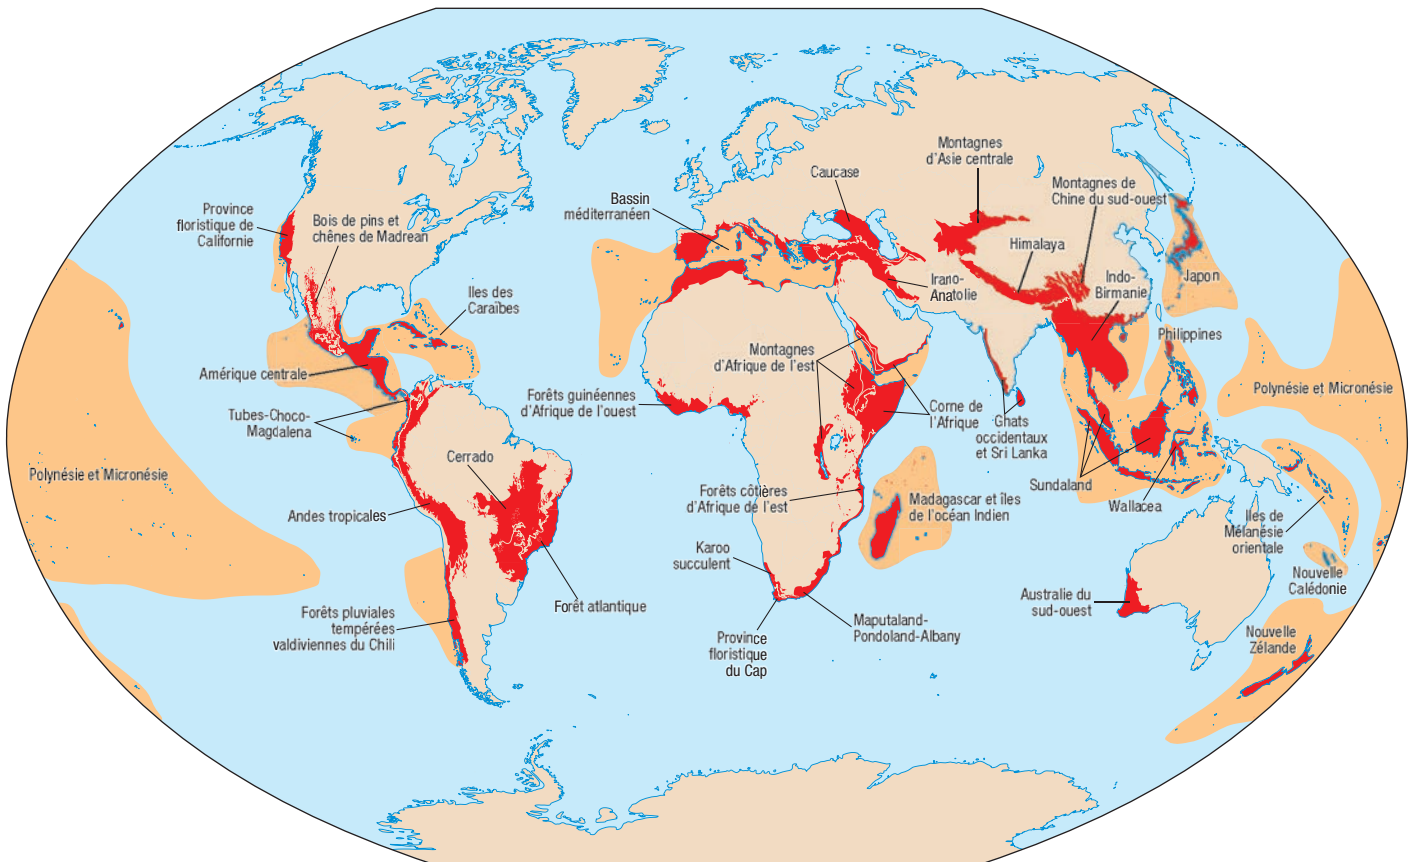 Province
floristique de
Californie
Bois de pins et
chênes de Madrean
Iles des
Caraïbes
Amérique centrale
Tubes-Choco-
Magdalena
Polynésie et Micronésie
Cerrado
Andes tropicales
Forêt atlantique
Forêts pluviales
tempérées
valdiviennes du Chili
Bassin
méditerranéen
Caucase
Montagnes
d'Asie centrale
Montagnes de
Chine du sud-ouest
Himalaya
Irano-
Anatolie
Indo-
Birmanie
Japon
Philippines
Montagnes
d'Afrique de l'est
Forêts guinéennes
d'Afrique de l'ouest
Corne de
l'Afrique
Ghats
occidentaux
et Sri Lanka
Polynésie et Micronésie
Sundaland
Wallacea
Forêts côtières
d'Afrique de l'est
Madagascar et îles
de l'océan Indien
Iles de
Mélanésie
orientale
Karoo
succulent
Nouvelle
Calédonie
Australie du
sud-ouest
Maputaland-
Pondoland-Albany
Province
floristique
du Cap
Nouvelle
Zélande